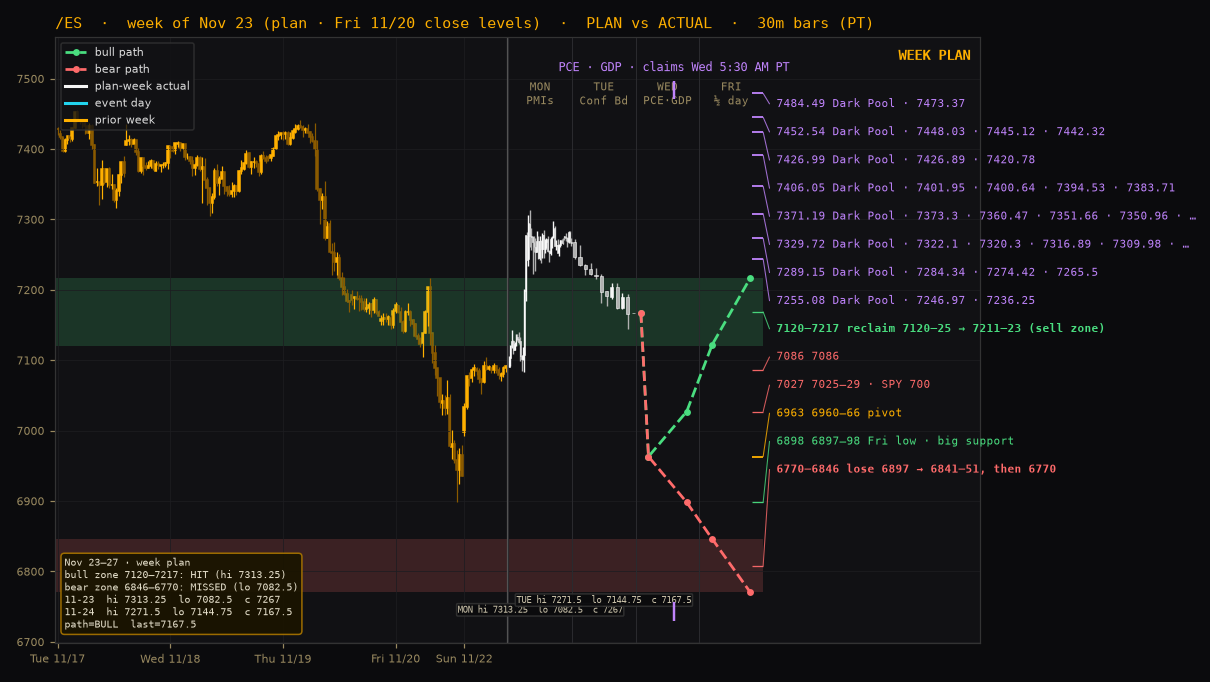 /ES · week of Nov 23 (plan · Fri 11/20 close levels) · PLAN vs ACTUAL · 30m bars (PT)
bull path
bear path
plan-week actual
event day
prior week
WEEK PLAN
PCE · GDP · claims Wed 5:30 AM PT
MON
PMIs
TUE
Conf Bd
WED
PCE·GDP
FRI
½ day
7500
7400
7300
7200
7100
7000
6900
6800
6700
7484.49 Dark Pool · 7473.37
7452.54 Dark Pool · 7448.03 · 7445.12 · 7442.32
7426.99 Dark Pool · 7426.89 · 7420.78
7406.05 Dark Pool · 7401.95 · 7400.64 · 7394.53 · 7383.71
7371.19 Dark Pool · 7373.3 · 7360.47 · 7351.66 · 7350.96 · …
7329.72 Dark Pool · 7322.1 · 7320.3 · 7316.89 · 7309.98 · …
7289.15 Dark Pool · 7284.34 · 7274.42 · 7265.5
7255.08 Dark Pool · 7246.97 · 7236.25
7120–7217 reclaim 7120–25 → 7211–23 (sell zone)
7086 7086
7027 7025–29 · SPY 700
6963 6960–66 pivot
6898 6897–98 Fri low · big support
6770–6846 lose 6897 → 6841–51, then 6770
Nov 23–27 · week plan
bull zone 7120–7217: HIT (hi 7313.25)
bear zone 6846–6770: MISSED (lo 7082.5)
11-23 hi 7313.25 lo 7082.5 c 7267
11-24 hi 7271.5 lo 7144.75 c 7167.5
path=BULL last=7167.5
TUE hi 7271.5 lo 7144.75 c 7167.5
MON hi 7313.25 lo 7082.5 c 7267
Tue 11/17
Wed 11/18
Thu 11/19
Fri 11/20
Sun 11/22